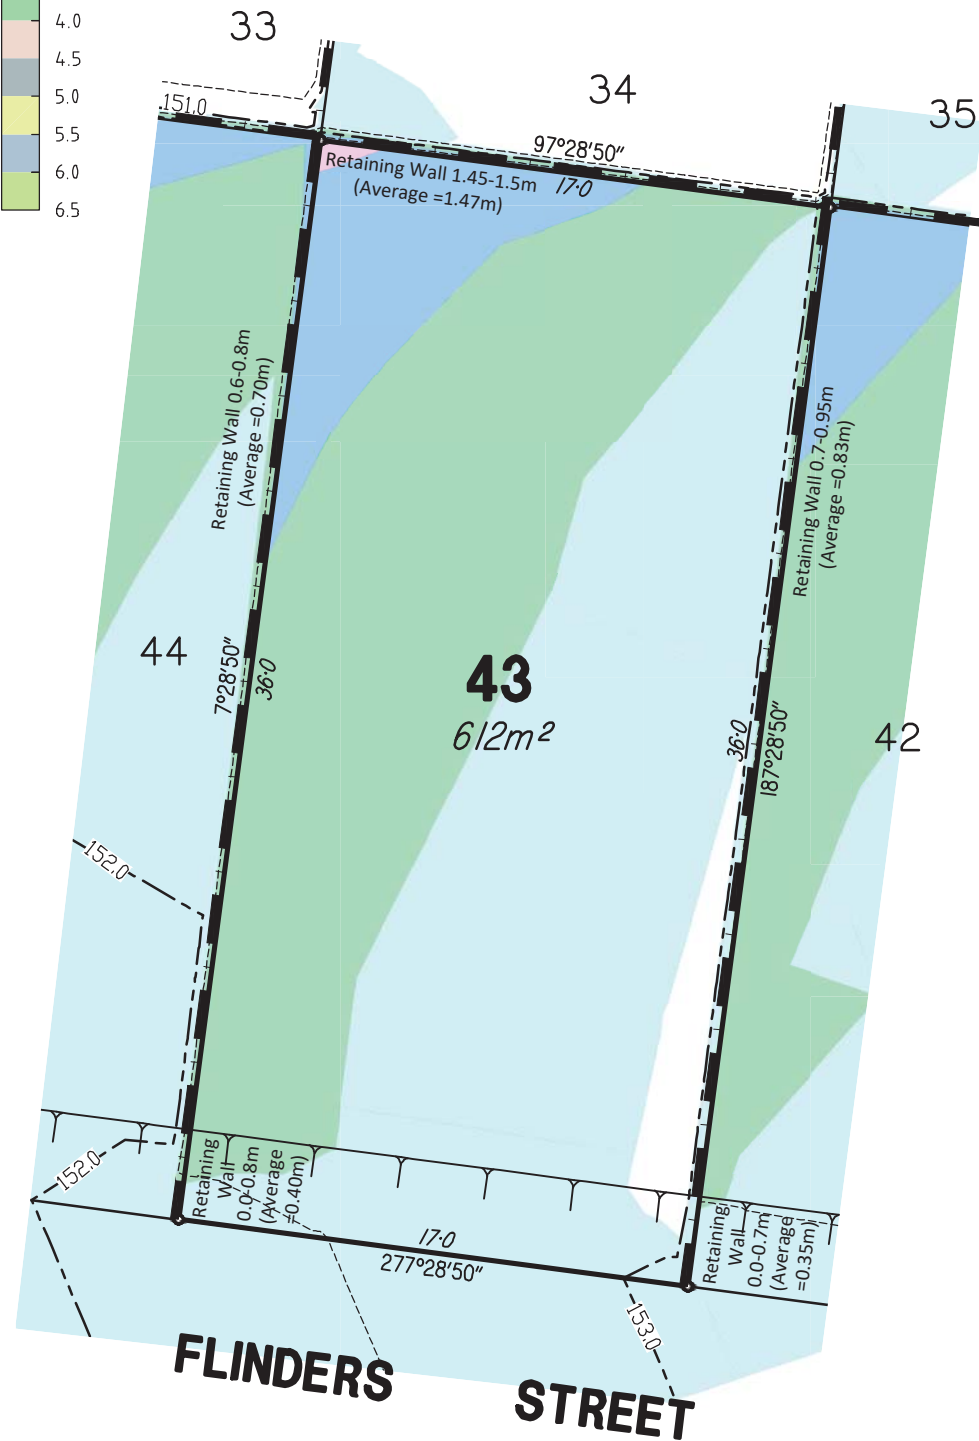 4.0
4.5
5.0
5.5
6.0
6.5
33
34
35
151.0
97°28'50"
17·0
Retaining Wall 1.45-1.5m
(Average =1.47m)
Retaining Wall 0.6-0.8m
(Average =0.70m)
Retaining Wall 0.7-0.95m
(Average =0.83m)
44
7°28'50"
36·0
43
612m²
36·0
187°28'50"
42
152.0
152.0
Retaining
Wall
0.0-0.8m
(Average
=0.40m)
17·0
277°28'50"
Retaining
Wall
0.0-0.7m
(Average
=0.35m)
153.0
FLINDERS STREET